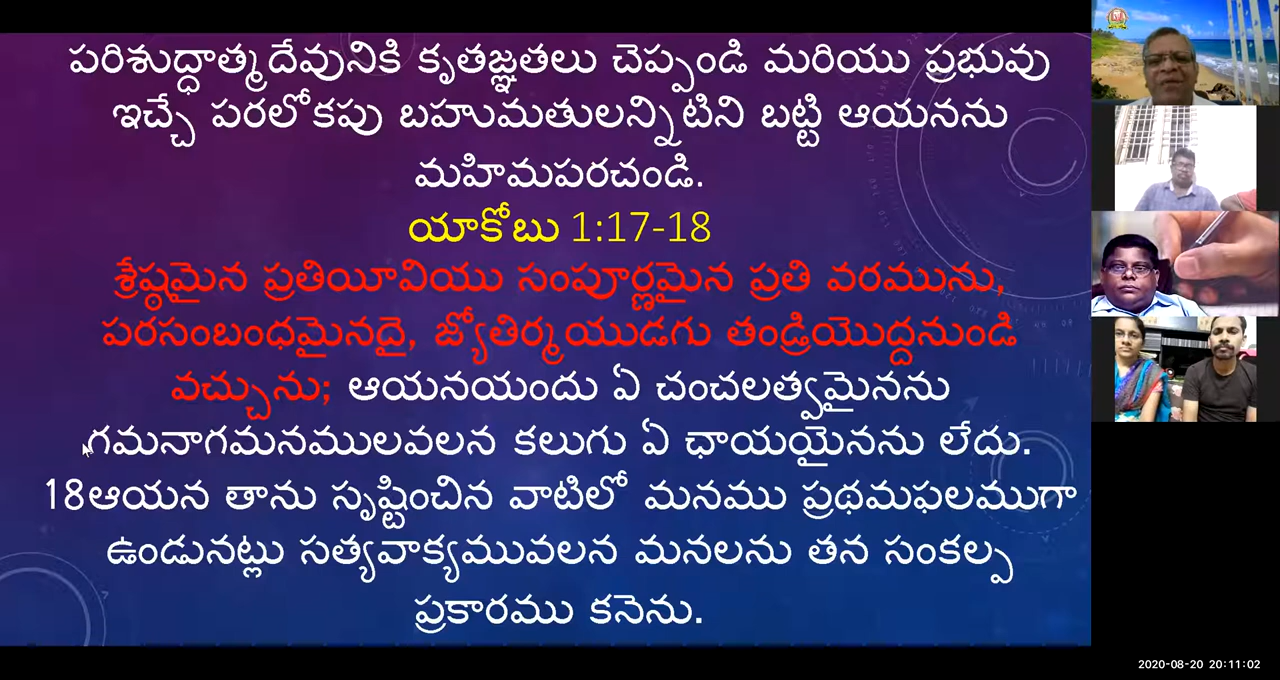 పరిశుద్ధాత్మదేవునికి కృతజ్ఞతలు చెప్పండి మరియు ప్రభువు
ఇచ్చే పరలోకపు బహుమతులన్నిటిని బట్టి ఆయనను
మహిమపరచండి.
యాకోబు 1:17-18
శ్రేష్ఠమైన ప్రతియీవియు సంపూర్ణమైన ప్రతి వరమును,
పరసంబంధమైనదై, జ్యోతిర్మయుడగు తండ్రియొద్దనుండి
వచ్చును; ఆయనయందు ఏ చంచలత్వమైనను
గమనాగమనములవలన కలుగు ఏ ఛాయయైనను లేదు.
18ఆయన తాను సృష్టించిన వాటిలో మనము ప్రథమఫలముగా
ఉండునట్లు సత్యవాక్యమువలన మనలను తన సంకల్ప
ప్రకారము కనెను.
2020-08-20 20:11:02